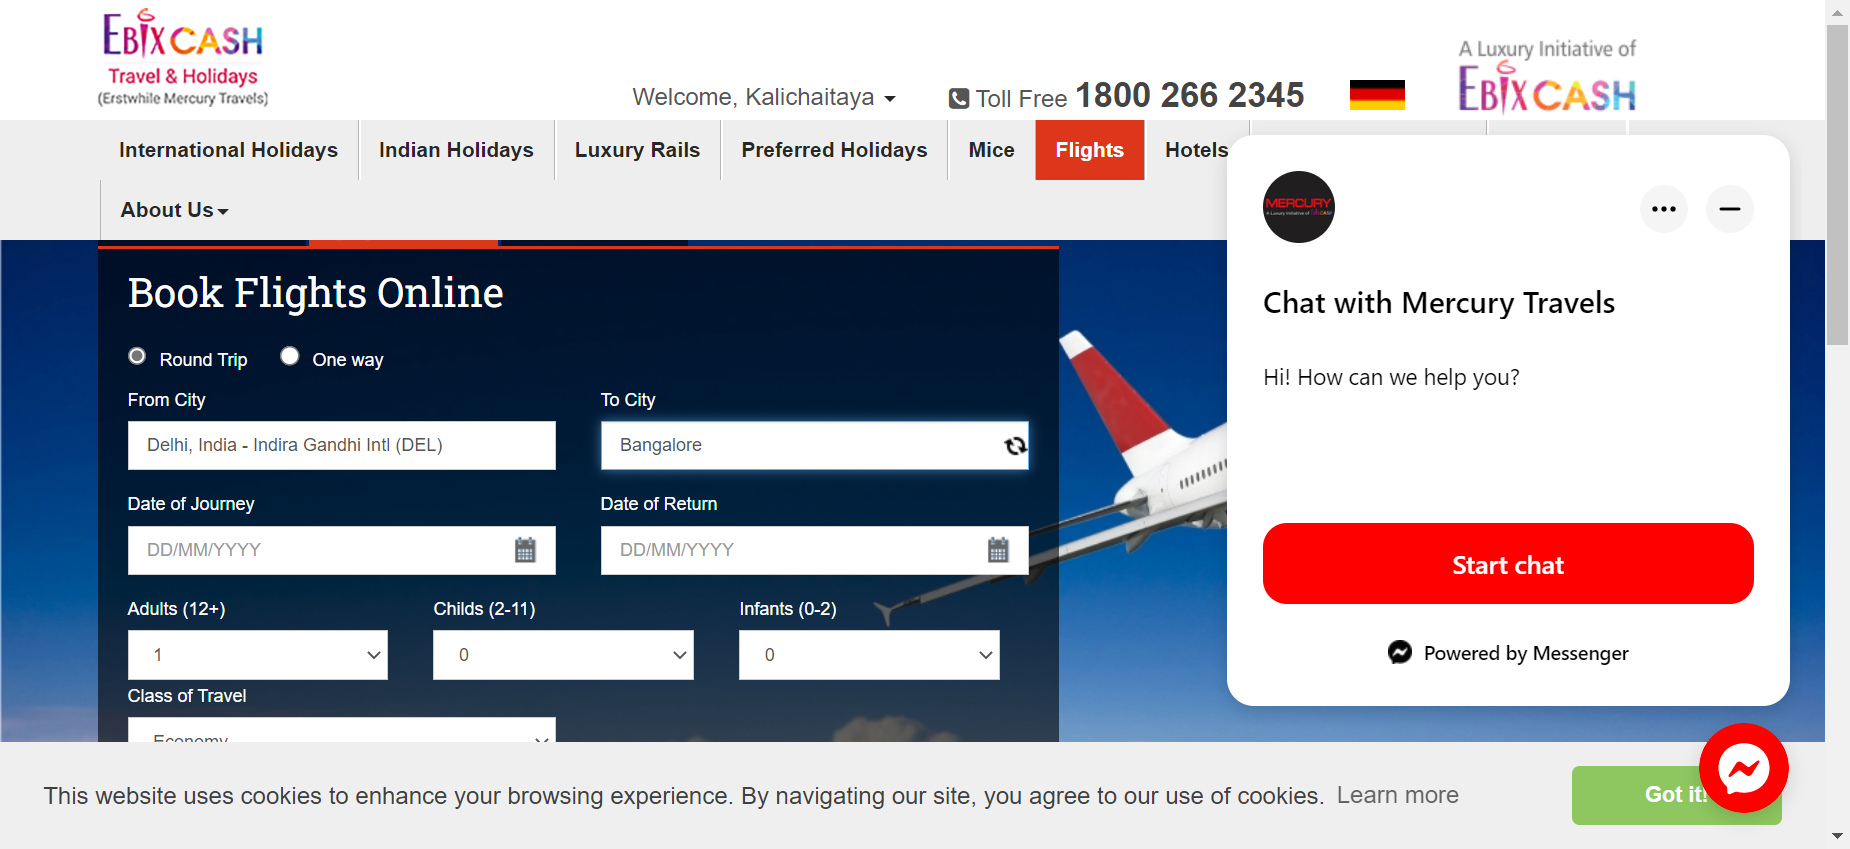 EBIXCASH
Travel & Holidays
(Erstwhile Mercury Travels)
Welcome, Kalichaitaya
Toll Free 1800 266 2345
A Luxury Initiative of
EBIXCASH
International Holidays
Indian Holidays
Luxury Rails
Preferred Holidays
Mice
Flights
Hotels
About Us
Book Flights Online
Round Trip
One way
From City
To City
Delhi, India - Indira Gandhi Intl (DEL)
Bangalore
Date of Journey
Date of Return
DD/MM/YYYY
DD/MM/YYYY
Adults (12+)
Childs (2-11)
Infants (0-2)
1
0
0
Class of Travel
Economy
MERCURY
A Luxury Initiative of EBIXCASH
Chat with Mercury Travels
Hi! How can we help you?
Start chat
Powered by Messenger
This website uses cookies to enhance your browsing experience. By navigating our site, you agree to our use of cookies. Learn more
Got it!